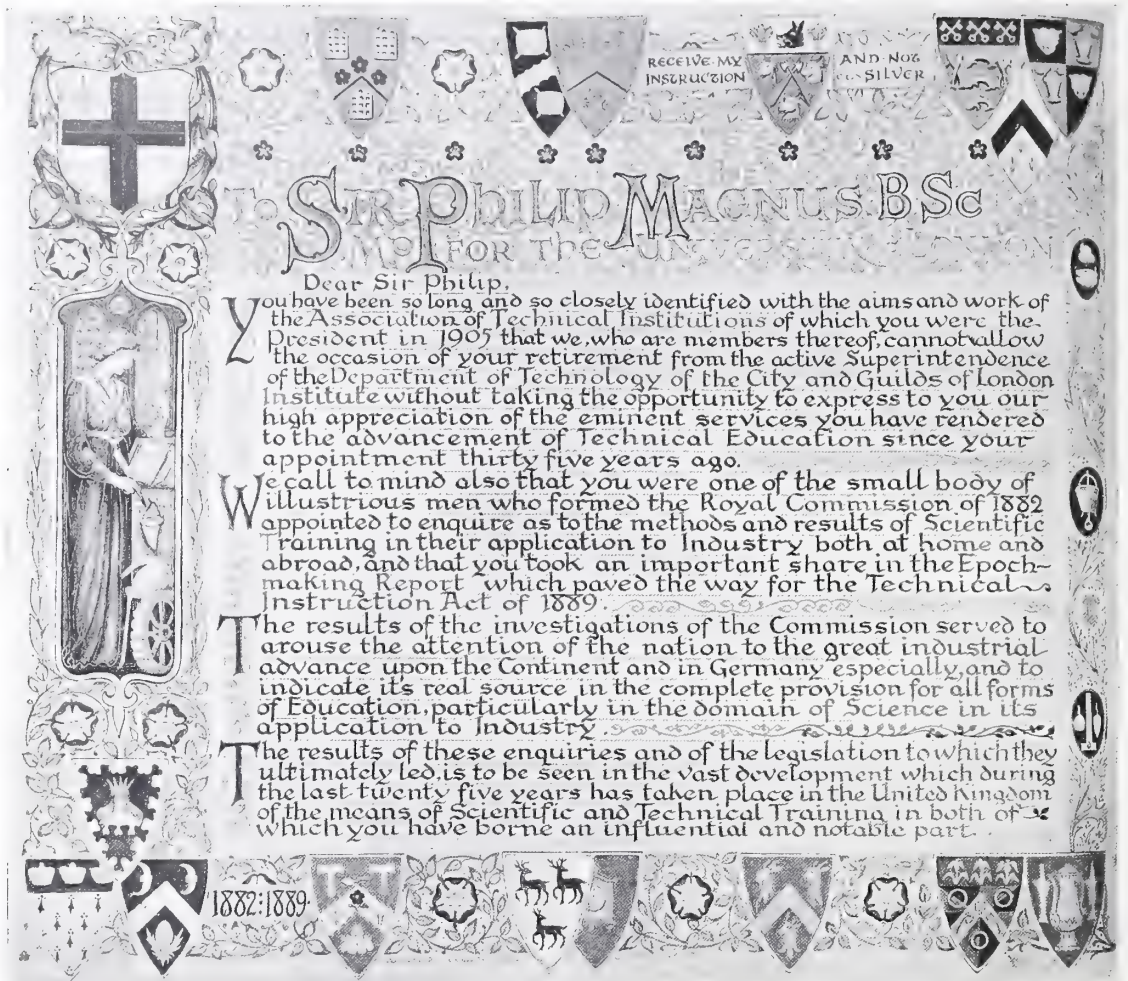 RECEIVE·MY
INSTRUCTION
AND·NOT
SILVER
To SIR PHILIP MAGNUS. BSc
M.P. FOR THE UNIVERSITY OF LONDON
Dear Sir Philip,
You have been so long and so closely identified with the aims and work of
the Association of Technical Institutions of which you were the
President in 1905 that we, who are members thereof, cannot allow
the occasion of your retirement from the active Superintendence
of the Department of Technology of the City and Guilds of London
Institute without taking the opportunity to express to you our
high appreciation of the eminent services you have rendered
to the advancement of Technical Education since your
appointment thirty five years ago.
We call to mind also that you were one of the small body of
illustrious men who formed the Royal Commission of 1882
appointed to enquire as to the methods and results of Scientific
Training in their application to Industry both at home and
abroad, and that you took an important share in the Epoch-
making Report which paved the way for the Technical
Instruction Act of 1889.
The results of the investigations of the Commission served to
arouse the attention of the nation to the great industrial
advance upon the Continent and in Germany especially, and to
indicate it's real source in the complete provision for all forms
of Education, particularly in the domain of Science in its
application to Industry.
The results of these enquiries and of the legislation to which they
ultimately led, is to be seen in the vast development which during
the last twenty five years has taken place in the United Kingdom
of the means of Scientific and Technical Training in both of
which you have borne an influential and notable part.
1882:1889